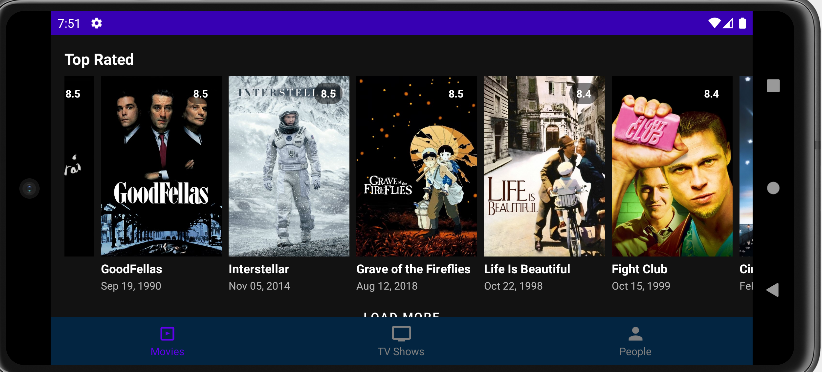 7:51
Top Rated
8.5
8.5
8.5
8.5
8.4
8.4
GOODFELLAS
INTERSTELL
GRAVE OF THE FIREFLIES
LIFE IS BEAUTIFUL
FIGHT CLUB
GoodFellas
Interstellar
Grave of the Fireflies
Life Is Beautiful
Fight Club
Sep 19, 1990
Nov 05, 2014
Aug 12, 2018
Oct 22, 1998
Oct 15, 1999
LOAD MORE
Movies
TV Shows
People